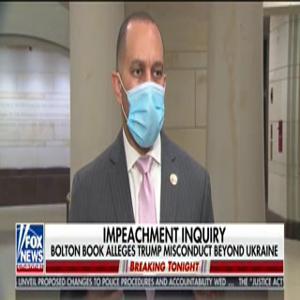 FOX
NEWS
channel
IMPEACHMENT INQUIRY
BOLTON BOOK ALLEGES TRUMP MISCONDUCT BEYOND UKRAINE
BREAKING TONIGHT
UNVEIL PROPOSED CHANGES TO POLICE PROCEDURES AND ACCOUNTABILITY WED ... THE "JUSTICE ACT"